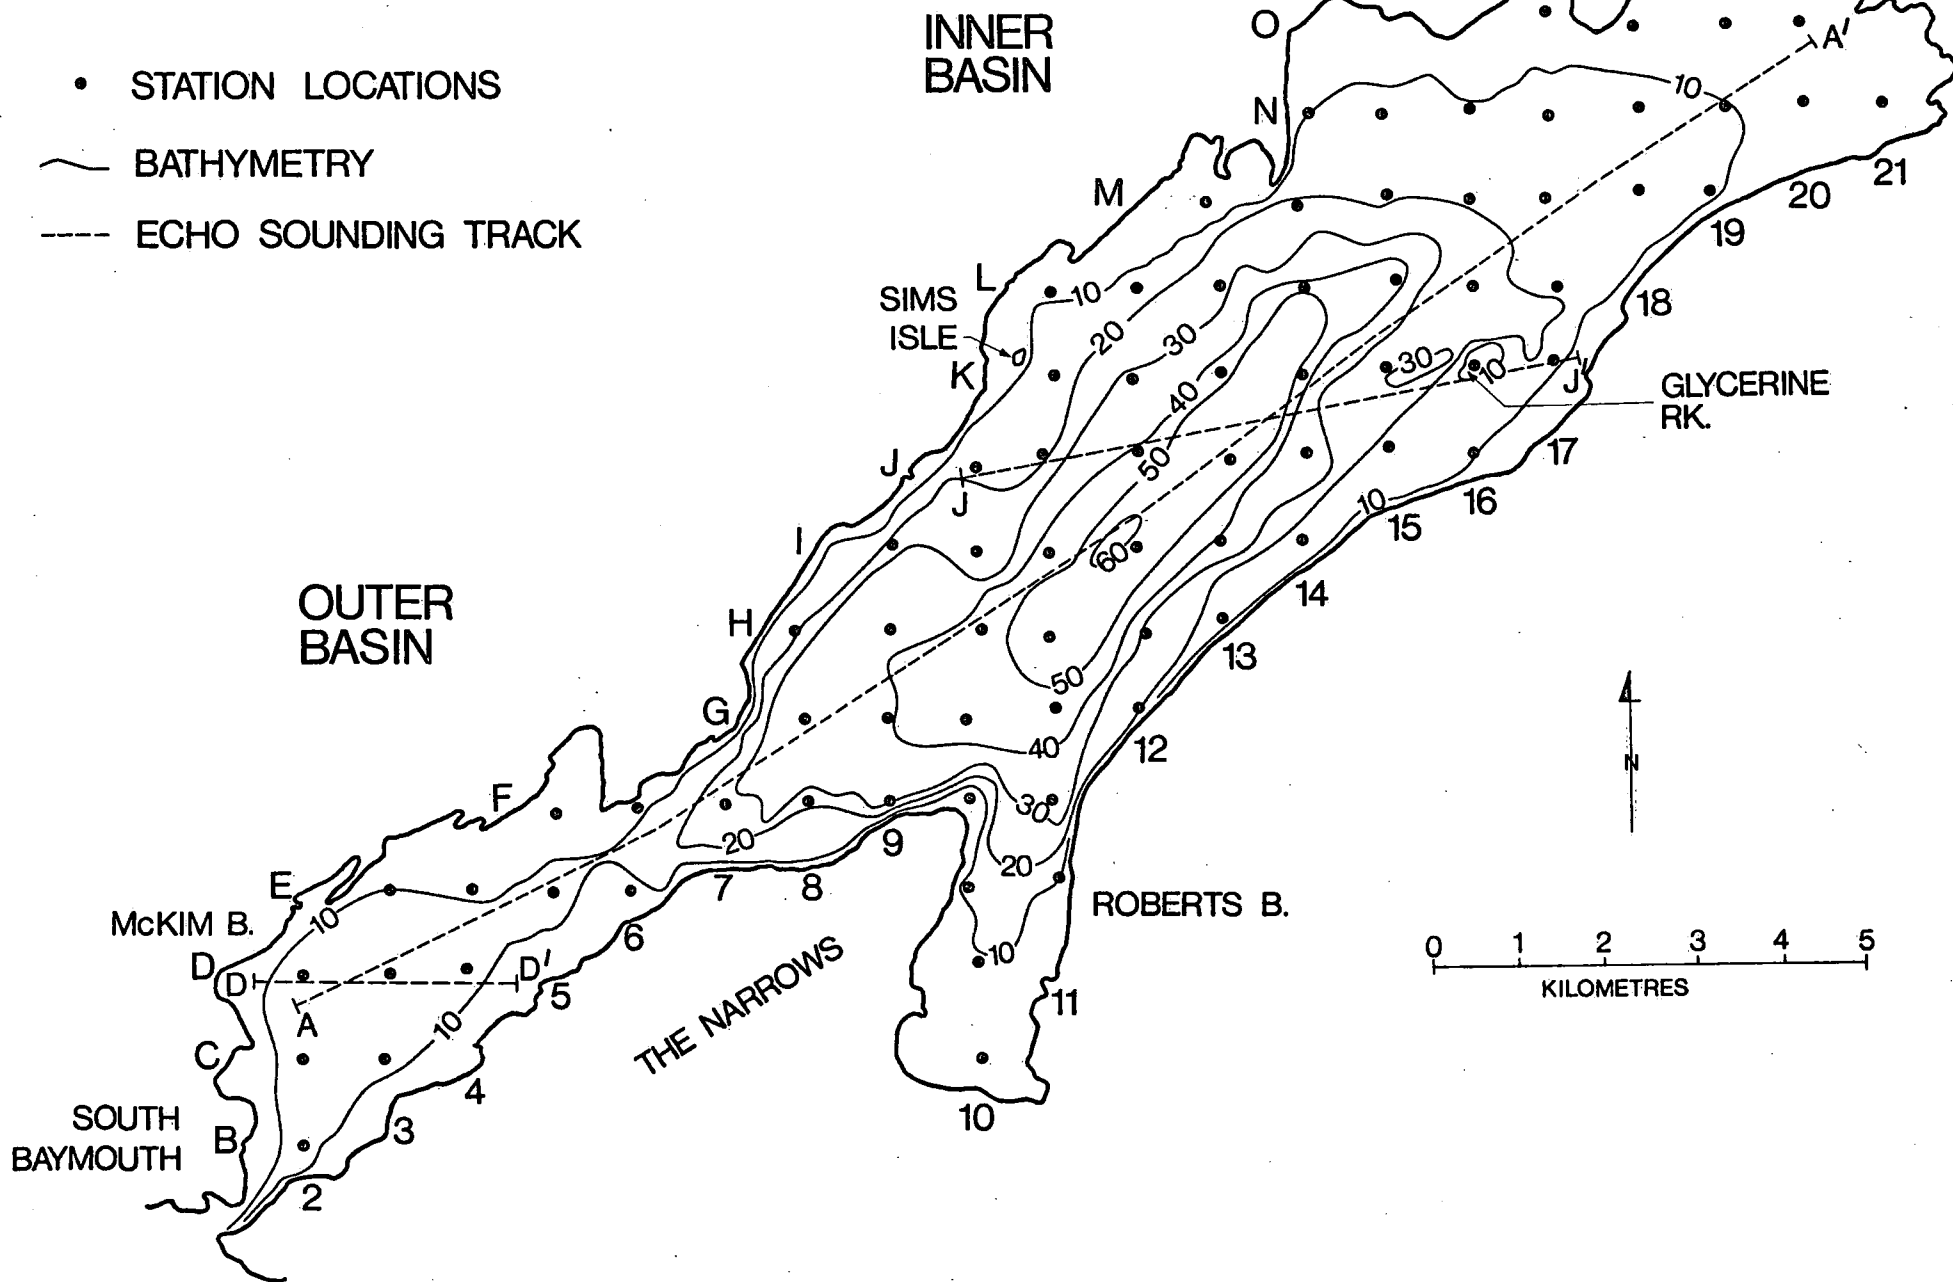 INNER
BASIN
O
A'
STATION LOCATIONS
10
N
BATHYMETRY
21
M
20
ECHO SOUNDING TRACK
19
L
SIMS
ISLE
10
18
20
30
K
30
10
J'
GLYCERINE
RK.
40
17
J
50
J
10
16
15
I
60
14
OUTER
BASIN
H
13
50
G
12
40
N
F
30
20
9
20
E
7
8
ROBERTS B.
McKIM B.
10
6
10
0 1 2 3 4 5
KILOMETRES
D
D
D'
5
THE NARROWS
11
A
10
C
4
SOUTH
BAYMOUTH
B
3
10
2